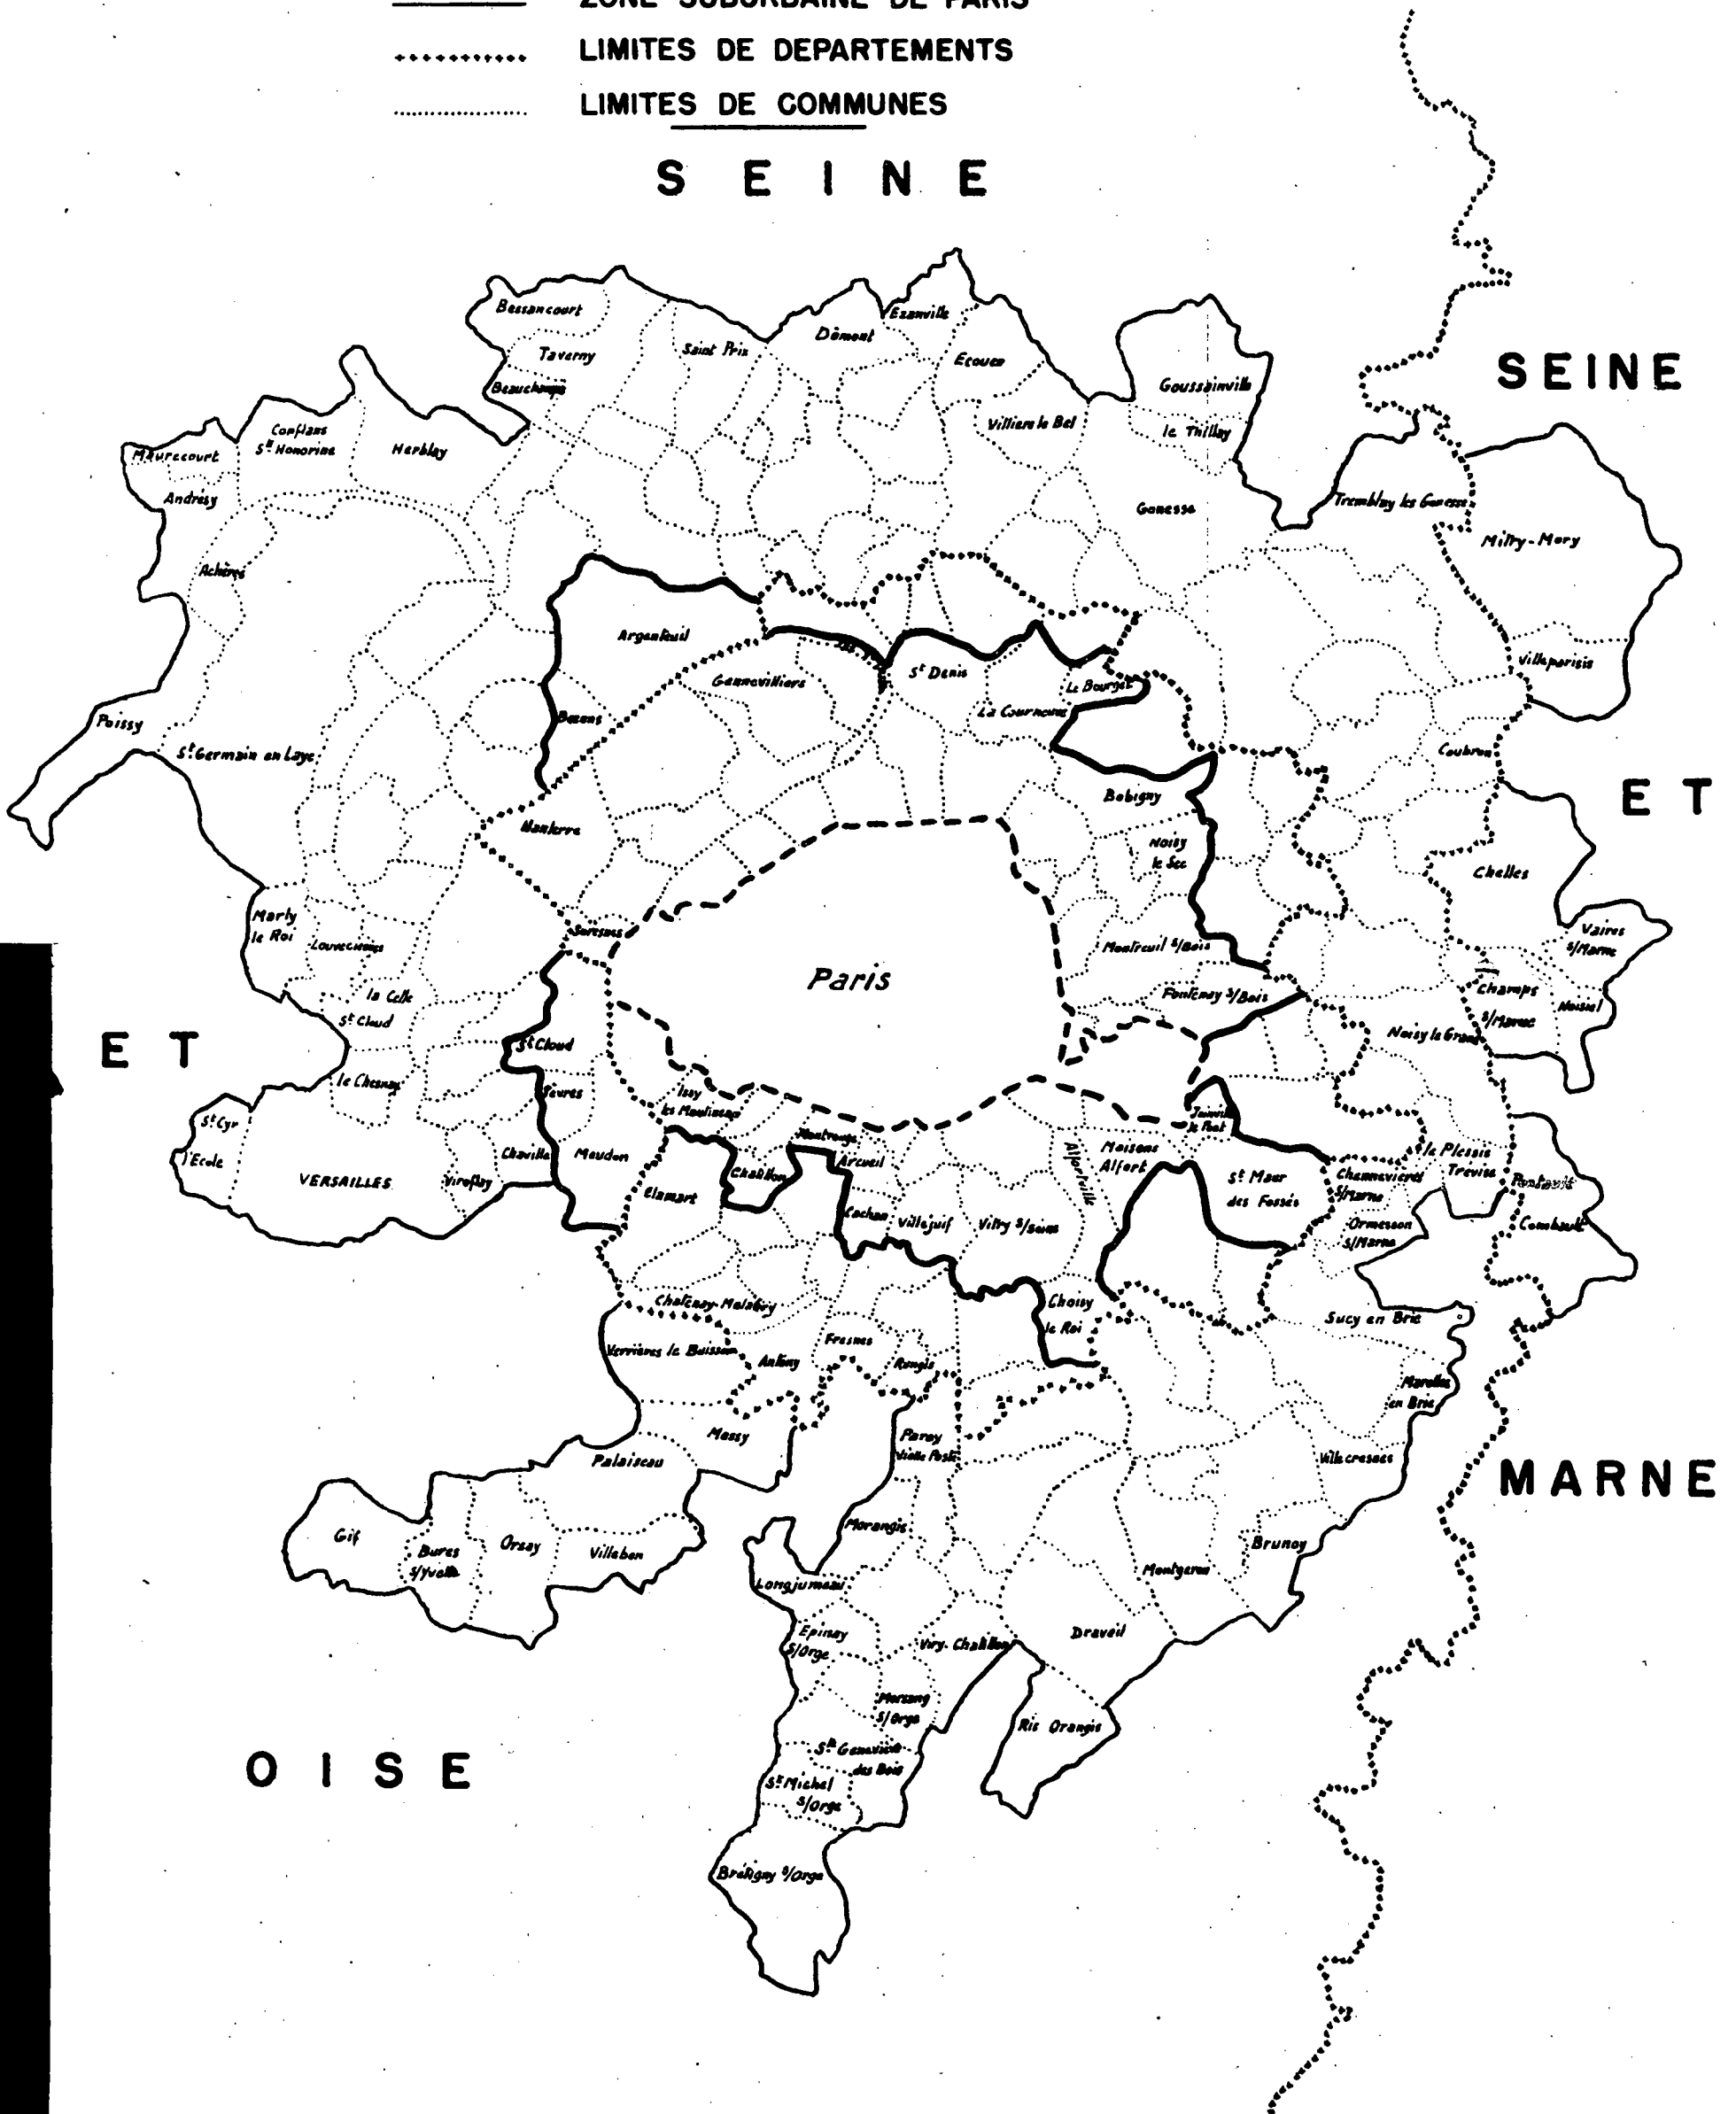 ZONE SUBURBAINE DE PARIS
LIMITES DE DEPARTEMENTS
LIMITES DE COMMUNES
SEINE
SEINE
ET
ET
MARNE
OISE
Bessancourt
Taverny
Beauchamp
Saint Prix
Dômont
Ezanville
Ecouen
Villiers le Bel
Goussainville
le Thillay
Gonesse
Tremblay les Gonesse
Mitry-Mory
Villeparisis
Coubron
Maurecourt
Andrésy
Conflans
Ste Honorine
Herblay
Achères
Poissy
St. Germain en Laye
Argenteuil
Bezons
Gennevilliers
St Denis
La Courneuve
Le Bourget
Bobigny
Noisy
le Sec
Nanterre
Suresnes
Paris
Montreuil s/Bois
Fontenay s/Bois
Chelles
Vaires
s/Marne
Champs
s/Marne
Noisiel
Noisy le Grand
Marly
le Roi
Louveciennes
la Celle
St Cloud
le Chesnay
St Cyr
l'Ecole
VERSAILLES
Viroflay
Chaville
St Cloud
Sèvres
Meudon
Issy
les Moulineaux
Clamart
Chatillon
Montrouge
Arcueil
Cachan
Villejuif
Vitry s/Seine
Alfortville
Maisons
Alfort
Joinville
le Pont
St Maur
des Fossés
Chennevières
s/Marne
Ormesson
s/Marne
le Plessis
Trévise
Pontault
Combault
Sucy en Brie
Marolles
en Brie
Villecresnes
Brunoy
Montgeron
Draveil
Choisy
le Roi
Chatenay-Malabry
Verrières le Buisson
Antony
Fresnes
Rungis
Massy
Palaiseau
Paray
Vieille Poste
Morangis
Gif
Bures
s/Yvette
Orsay
Villebon
Longjumeau
Epinay
s/Orge
Viry-Chatillon
Morsang
s/Orge
Ste Geneviève
des Bois
St Michel
s/Orge
Ris Orangis
Brétigny s/Orge